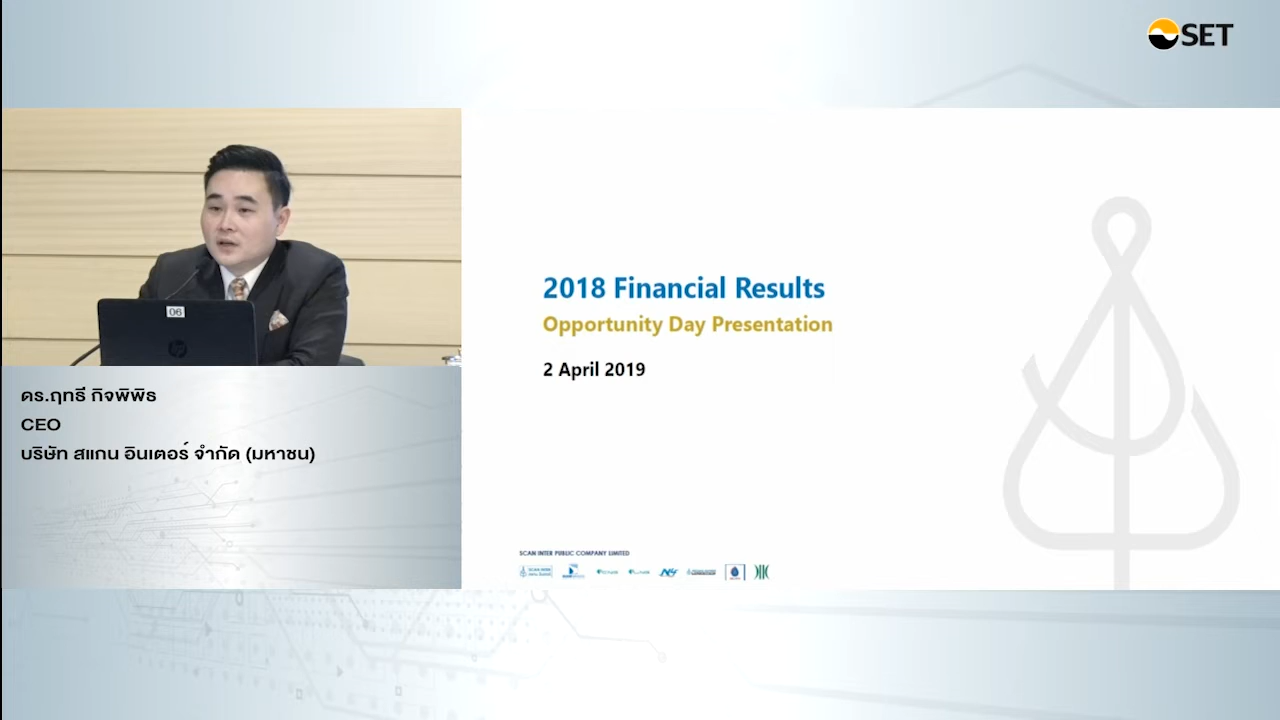 SET
06
ดร.ฤทธี กิจพิพิธ
CEO
บริษัท สแกน อินเตอร์ จำกัด (มหาชน)
2018 Financial Results
Opportunity Day Presentation
2 April 2019
SCAN INTER PUBLIC COMPANY LIMITED